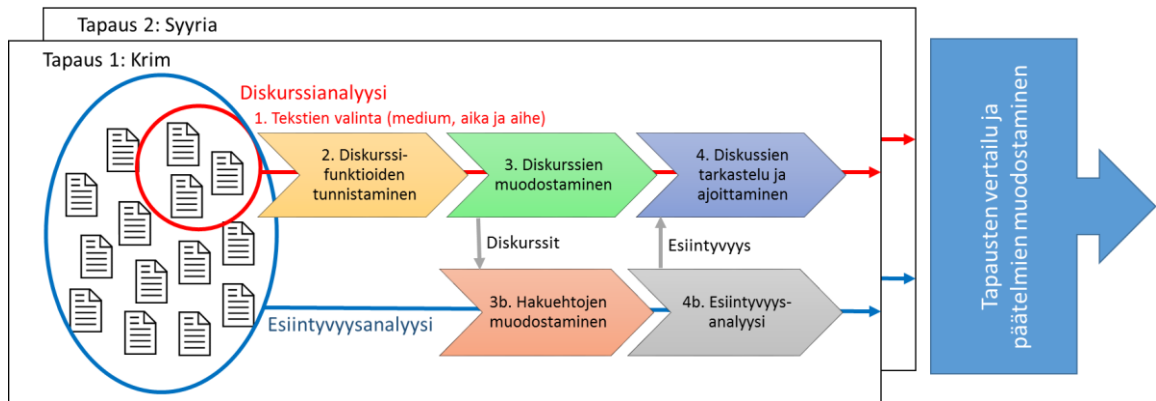 Tapaus 2: Syyria
Tapaus 1: Krim
Diskurssianalyysi
1. Tekstien valinta (medium, aika ja aihe)
2. Diskurssi-
funktioiden
tunnistaminen
3. Diskurssien
muodostaminen
4. Diskussien
tarkastelu ja
ajoittaminen
Diskurssit
Esiintyvyys
Esiintyvyysanalyysi
3b. Hakuehtojen
muodostaminen
4b. Esiintyvyys-
analyysi
Tapausten vertailu ja
päätelmien muodostaminen